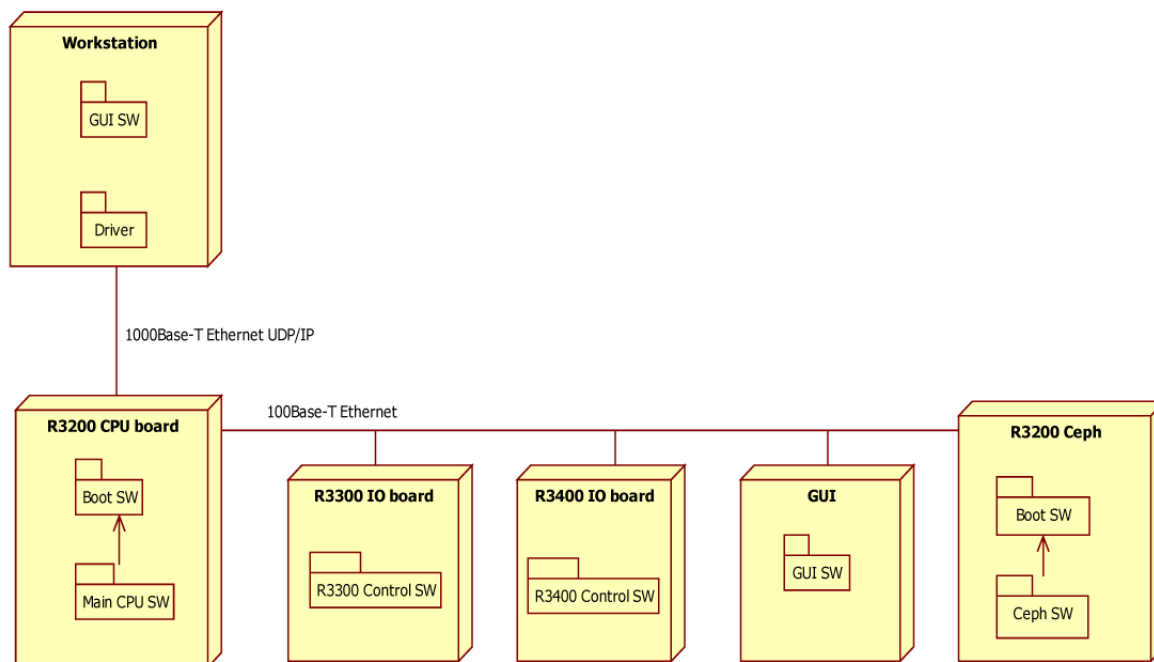 Workstation
GUI SW
Driver
1000Base-T Ethernet UDP/IP
100Base-T Ethernet
R3200 CPU board
Boot SW
Main CPU SW
R3300 IO board
R3300 Control SW
R3400 IO board
R3400 Control SW
GUI
GUI SW
R3200 Ceph
Boot SW
Ceph SW